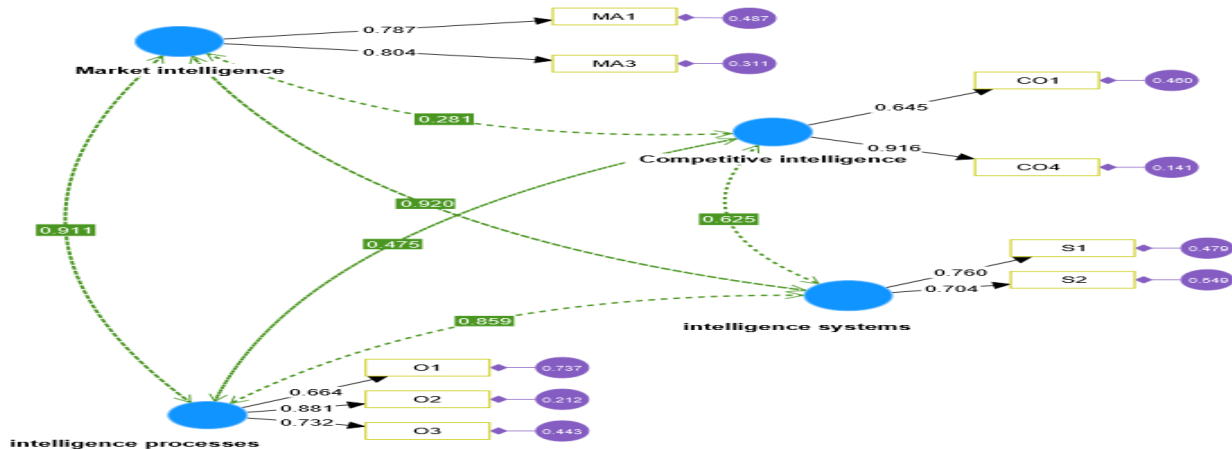 MA1
0.487
0.787
0.804
MA3
0.311
Market intelligence
CO1
0.460
0.645
0.281
Competitive intelligence
0.916
CO4
0.141
0.920
0.625
0.911
0.475
S1
0.479
0.760
0.704
S2
0.549
0.859
intelligence systems
O1
0.737
0.664
0.881
O2
0.212
0.732
O3
0.443
intelligence processes